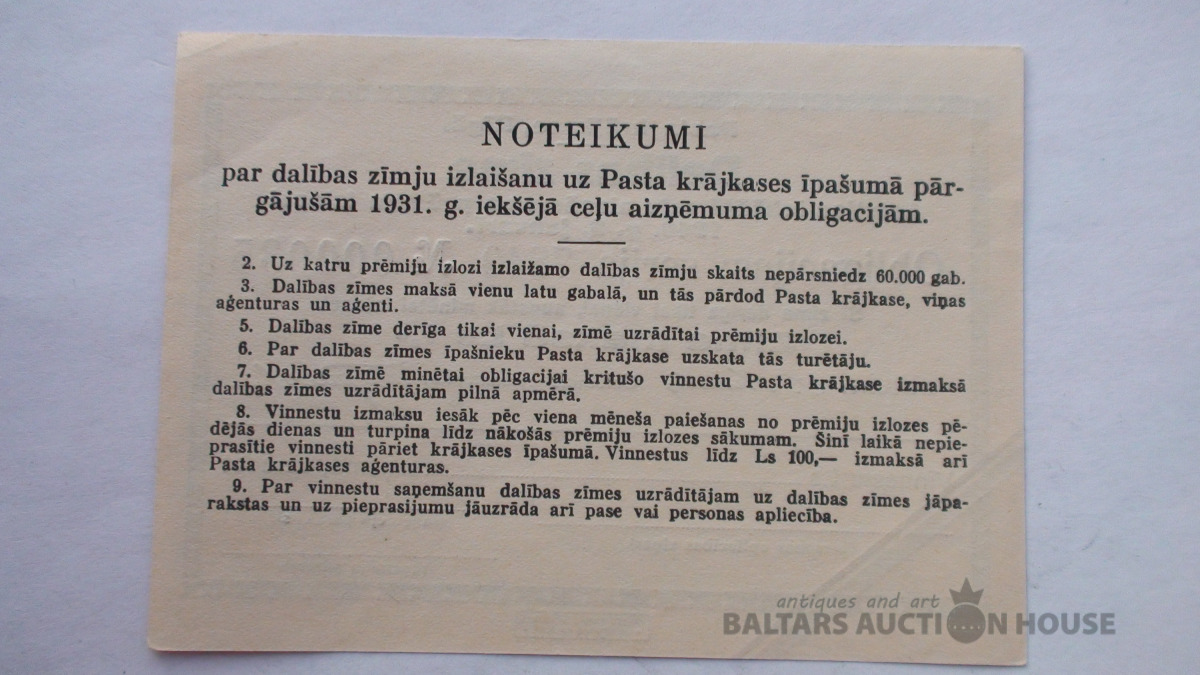 NOTEIKUMI
par dalības zīmju izlaišanu uz Pasta krājkases īpašumā pār-
gājušām 1931. g. iekšējā ceļu aizņēmuma obligacijām.
2. Uz katru prēmiju izlozi izlaižamo dalības zīmju skaits nepārsniedz 60.000 gab.
3. Dalības zīmes maksā vienu latu gabalā, un tās pārdod Pasta krājkase, viņas
aģenturas un aģenti.
5. Dalības zīme derīga tikai vienai, zīmē uzrādītai prēmiju izlozei.
6. Par dalības zīmes īpašnieku Pasta krājkase uzskata tās turētāju.
7. Dalības zīmē minētai obligacijai kritušo vinnestu Pasta krājkase izmaksā
dalības zīmes uzrādītājam pilnā apmērā.
8. Vinnestu izmaksu iesāk pēc viena mēneša paiešanas no prēmiju izlozes pē-
dējās dienas un turpina līdz nākošās prēmiju izlozes sākumam. Šinī laikā nepie-
prasītie vinnesti pāriet krājkases īpašumā. Vinnestus līdz Ls 100,— izmaksā arī
Pasta krājkases aģenturas.
9. Par vinnestu saņemšanu dalības zīmes uzrādītājam uz dalības zīmes jāpa-
rakstas un uz pieprasijumu jāuzrāda arī pase vai personas apliecība.
antiques and art
BALTARS AUCTION HOUSE